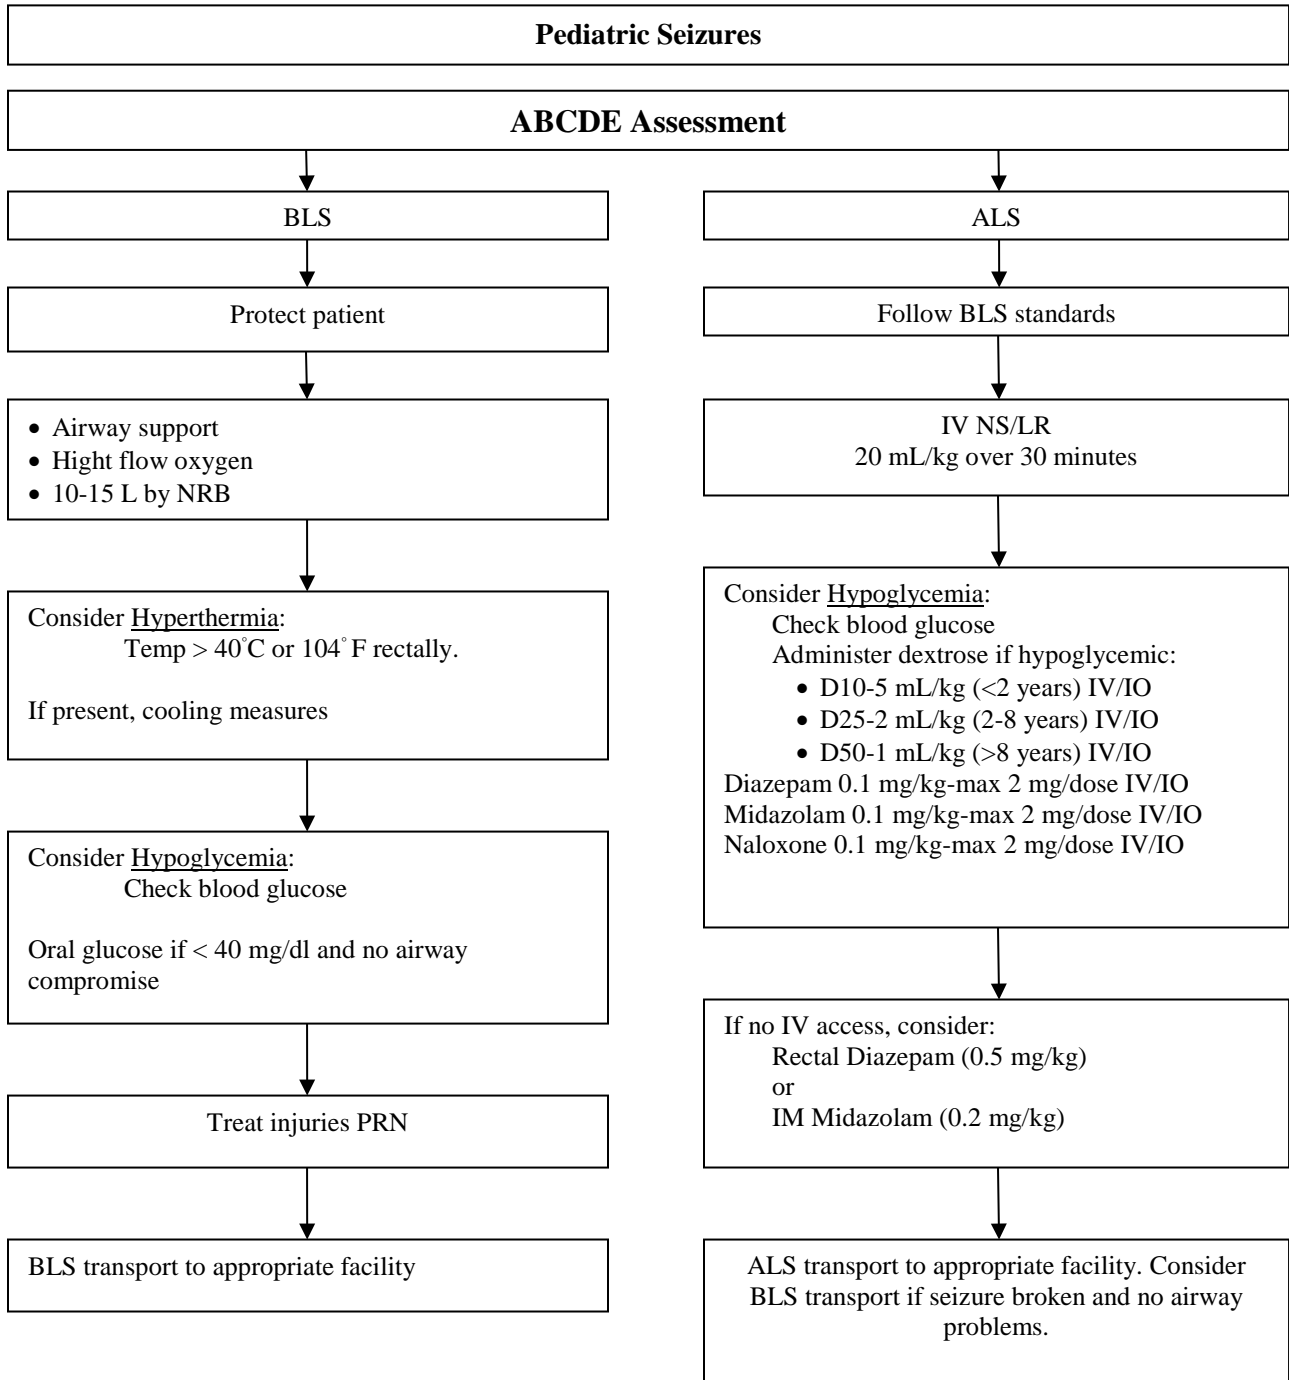 Pediatric Seizures
ABCDE Assessment
BLS
Protect patient
• Airway support
• Hight flow oxygen
• 10-15 L by NRB
Consider Hyperthermia:
Temp > 40°C or 104° F rectally.
If present, cooling measures
Consider Hypoglycemia:
Check blood glucose
Oral glucose if < 40 mg/dl and no airway
compromise
Treat injuries PRN
BLS transport to appropriate facility
ALS
Follow BLS standards
IV NS/LR
20 mL/kg over 30 minutes
Consider Hypoglycemia:
Check blood glucose
Administer dextrose if hypoglycemic:
• D10-5 mL/kg (<2 years) IV/IO
• D25-2 mL/kg (2-8 years) IV/IO
• D50-1 mL/kg (>8 years) IV/IO
Diazepam 0.1 mg/kg-max 2 mg/dose IV/IO
Midazolam 0.1 mg/kg-max 2 mg/dose IV/IO
Naloxone 0.1 mg/kg-max 2 mg/dose IV/IO
If no IV access, consider:
Rectal Diazepam (0.5 mg/kg)
or
IM Midazolam (0.2 mg/kg)
ALS transport to appropriate facility. Consider
BLS transport if seizure broken and no airway
problems.